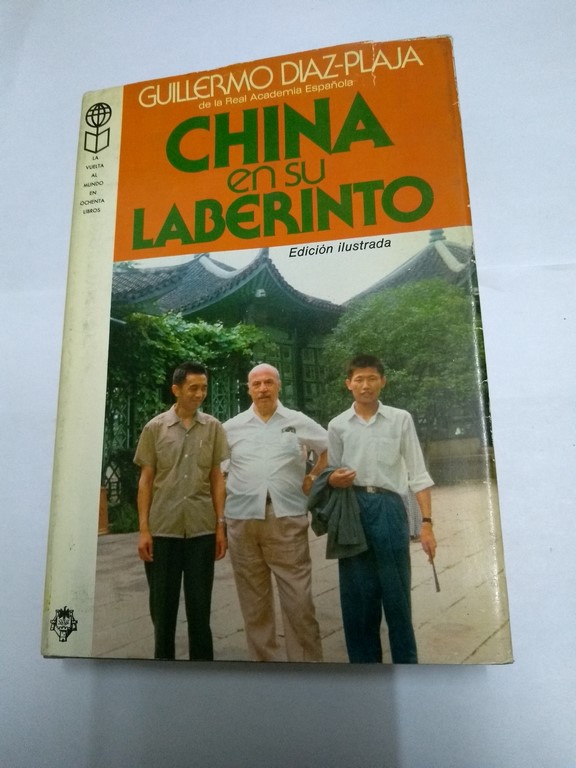 GUILLERMO DIAZ-PLAJA
de la Real Academia Española
CHINA
en su
LABERINTO
Edición ilustrada
LA
VUELTA
AL
MUNDO
EN
OCHENTA
LIBROS.